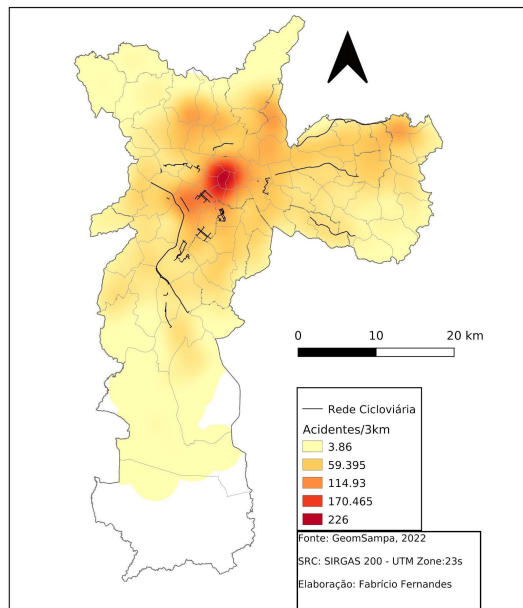 0 10 20 km
Rede Cicloviária
Acidentes/3km
3.86
59.395
114.93
170.465
226
Fonte: GeomSampa, 2022
SRC: SIRGAS 200 - UTM Zone:23s
Elaboração: Fabrício Fernandes